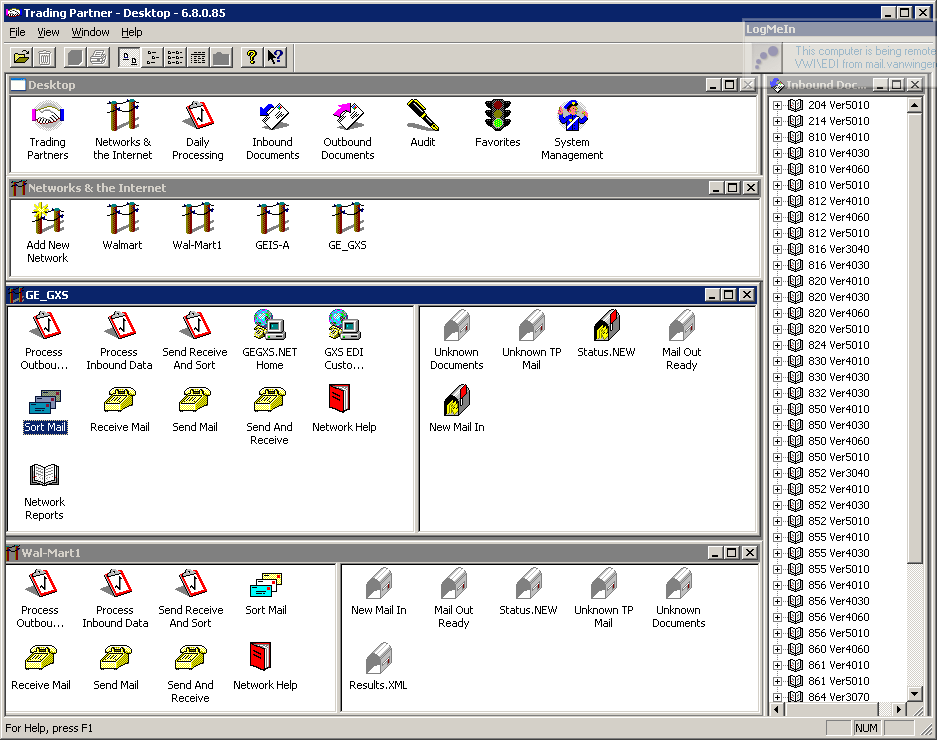 Trading Partner - Desktop - 6.8.0.85
File View Window Help
LogMeIn
This computer is being remote
VWI\EDI from mail.vanwingen
Desktop
Trading Partners
Networks & the Internet
Daily Processing
Inbound Documents
Outbound Documents
Audit
Favorites
System Management
Networks & the Internet
Add New Network
Walmart
Wal-Mart1
GEIS-A
GE_GXS
GE_GXS
Process Outbou...
Process Inbound Data
Send Receive And Sort
GEGXS.NET Home
GXS EDI Custo...
Sort Mail
Receive Mail
Send Mail
Send And Receive
Network Help
Network Reports
Unknown Documents
Unknown TP Mail
Status.NEW
Mail Out Ready
New Mail In
Wal-Mart1
Process Outbou...
Process Inbound Data
Send Receive And Sort
Sort Mail
Receive Mail
Send Mail
Send And Receive
Network Help
New Mail In
Mail Out Ready
Status.NEW
Unknown TP Mail
Unknown Documents
Results.XML
Inbound Doc...
204 Ver5010
214 Ver5010
810 Ver4010
810 Ver4030
810 Ver4060
810 Ver5010
812 Ver4010
812 Ver4060
812 Ver5010
816 Ver3040
816 Ver4030
820 Ver4010
820 Ver4030
820 Ver4060
820 Ver5010
824 Ver5010
830 Ver4010
830 Ver4030
832 Ver4030
850 Ver4010
850 Ver4030
850 Ver4060
850 Ver5010
852 Ver3040
852 Ver4010
852 Ver4030
852 Ver5010
855 Ver4010
855 Ver4030
855 Ver5010
856 Ver4010
856 Ver4030
856 Ver4060
856 Ver5010
860 Ver4060
861 Ver4010
861 Ver5010
864 Ver3070
For Help, press F1
NUM